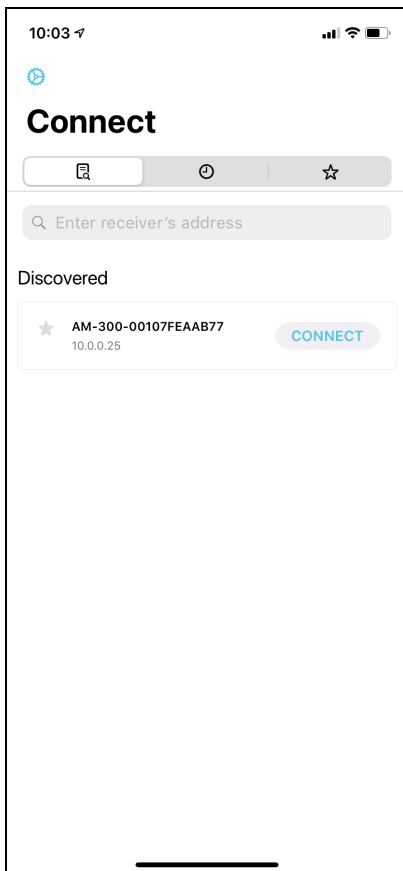 10:03
Connect
Enter receiver's address
Discovered
AM-300-00107FEAAB77
10.0.0.25
CONNECT